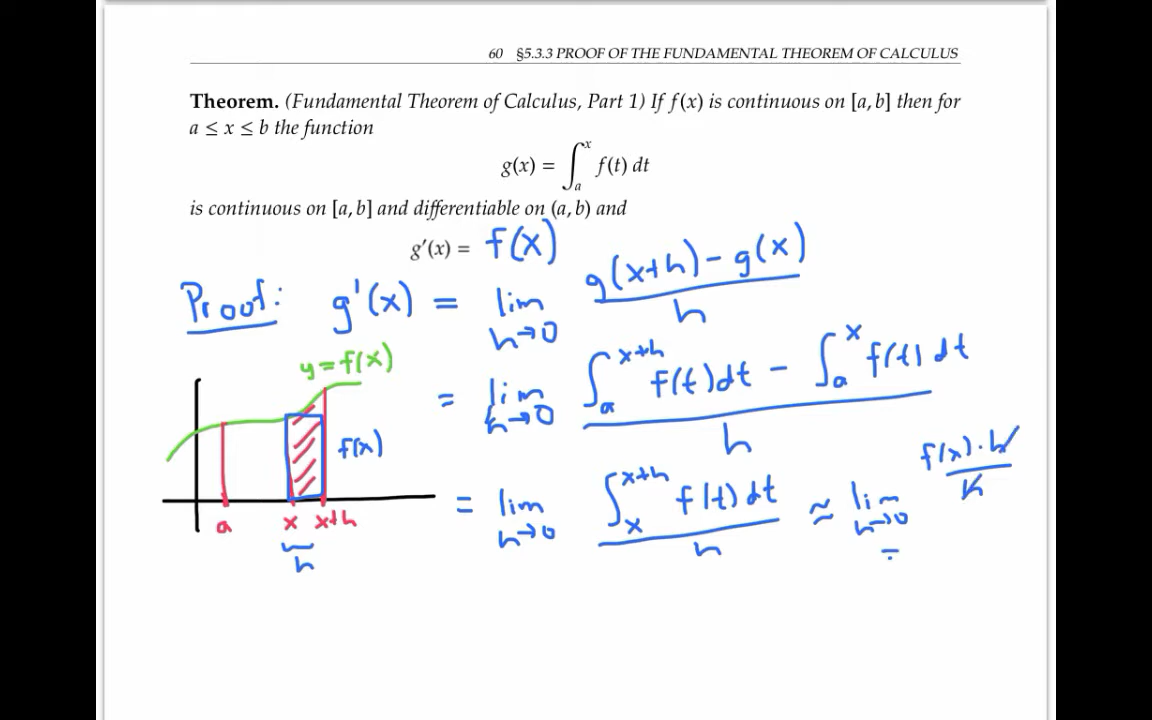 60 §5.3.3 PROOF OF THE FUNDAMENTAL THEOREM OF CALCULUS
Theorem. (Fundamental Theorem of Calculus, Part 1) If f(x) is continuous on [a, b] then for
a ≤ x ≤ b the function
g(x) = ∫_a^x f(t) dt
is continuous on [a, b] and differentiable on (a, b) and
g′(x) = f(x)
Proof: g'(x) = lim_{h→0} (g(x+h) - g(x))/h
y=f(x)
= lim_{h→0} (∫_a^{x+h} f(t)dt - ∫_a^x f(t)dt)/h
f(x)
= lim_{h→0} (∫_x^{x+h} f(t)dt)/h ≈ lim_{h→0} (f(x)·h)/h
a x x+h
h
=